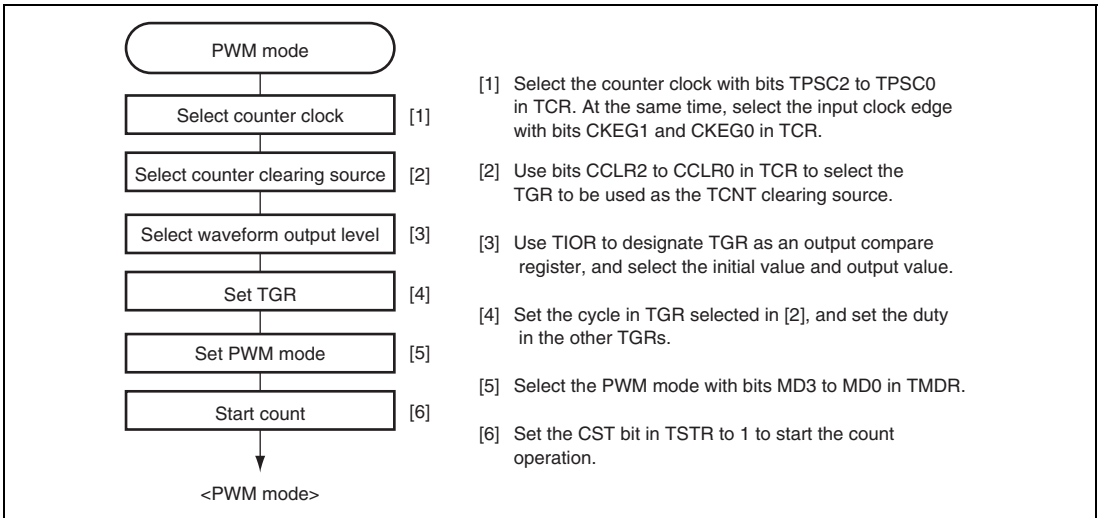 PWM mode
Select counter clock [1]
Select counter clearing source [2]
Select waveform output level [3]
Set TGR [4]
Set PWM mode [5]
Start count [6]
<PWM mode>
[1] Select the counter clock with bits TPSC2 to TPSC0
in TCR. At the same time, select the input clock edge
with bits CKEG1 and CKEG0 in TCR.
[2] Use bits CCLR2 to CCLR0 in TCR to select the
TGR to be used as the TCNT clearing source.
[3] Use TIOR to designate TGR as an output compare
register, and select the initial value and output value.
[4] Set the cycle in TGR selected in [2], and set the duty
in the other TGRs.
[5] Select the PWM mode with bits MD3 to MD0 in TMDR.
[6] Set the CST bit in TSTR to 1 to start the count
operation.